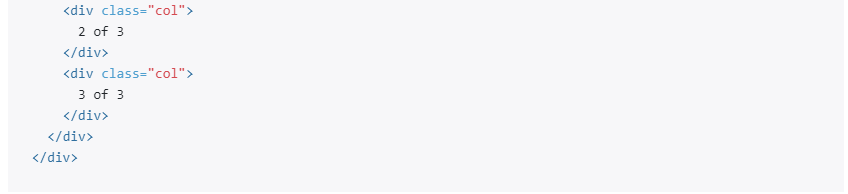 <div class="col">
2 of 3
</div>
<div class="col">
3 of 3
</div>
</div>
</div>